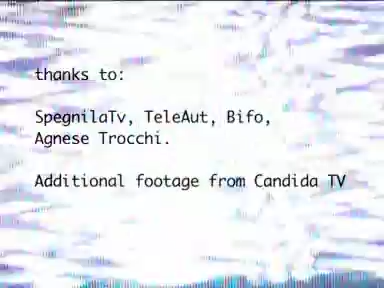 thanks to:
SpegnilaTv, TeleAut, Bifo,
Agnese Trocchi.
Additional footage from Candida TV